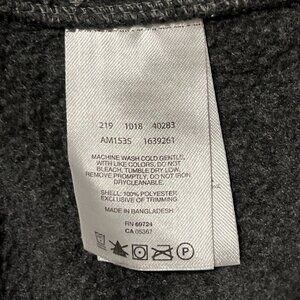 219 1018 40283
AM1535 1639261
MACHINE WASH COLD GENTLE,
WITH LIKE COLORS, DO NOT
BLEACH, TUMBLE DRY LOW,
REMOVE PROMPTLY, DO NOT IRON,
DRYCLEANABLE.
SHELL: 100% POLYESTER
EXCLUSIVE OF TRIMMING
MADE IN BANGLADESH
RN 69724
CA 05367
P